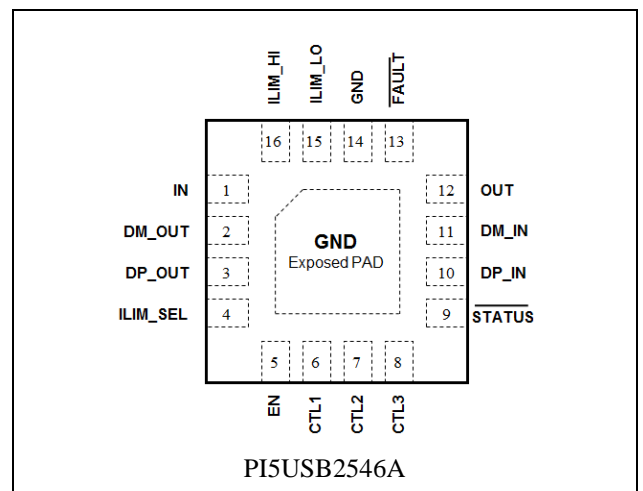 ILIM_HI
ILIM_LO
GND
FAULT
16 15 14 13
IN 1 12 OUT
DM_OUT 2 11 DM_IN
GND
Exposed PAD
DP_OUT 3 10 DP_IN
ILIM_SEL 4 9 STATUS
5 6 7 8
EN
CTL1
CTL2
CTL3
PI5USB2546A